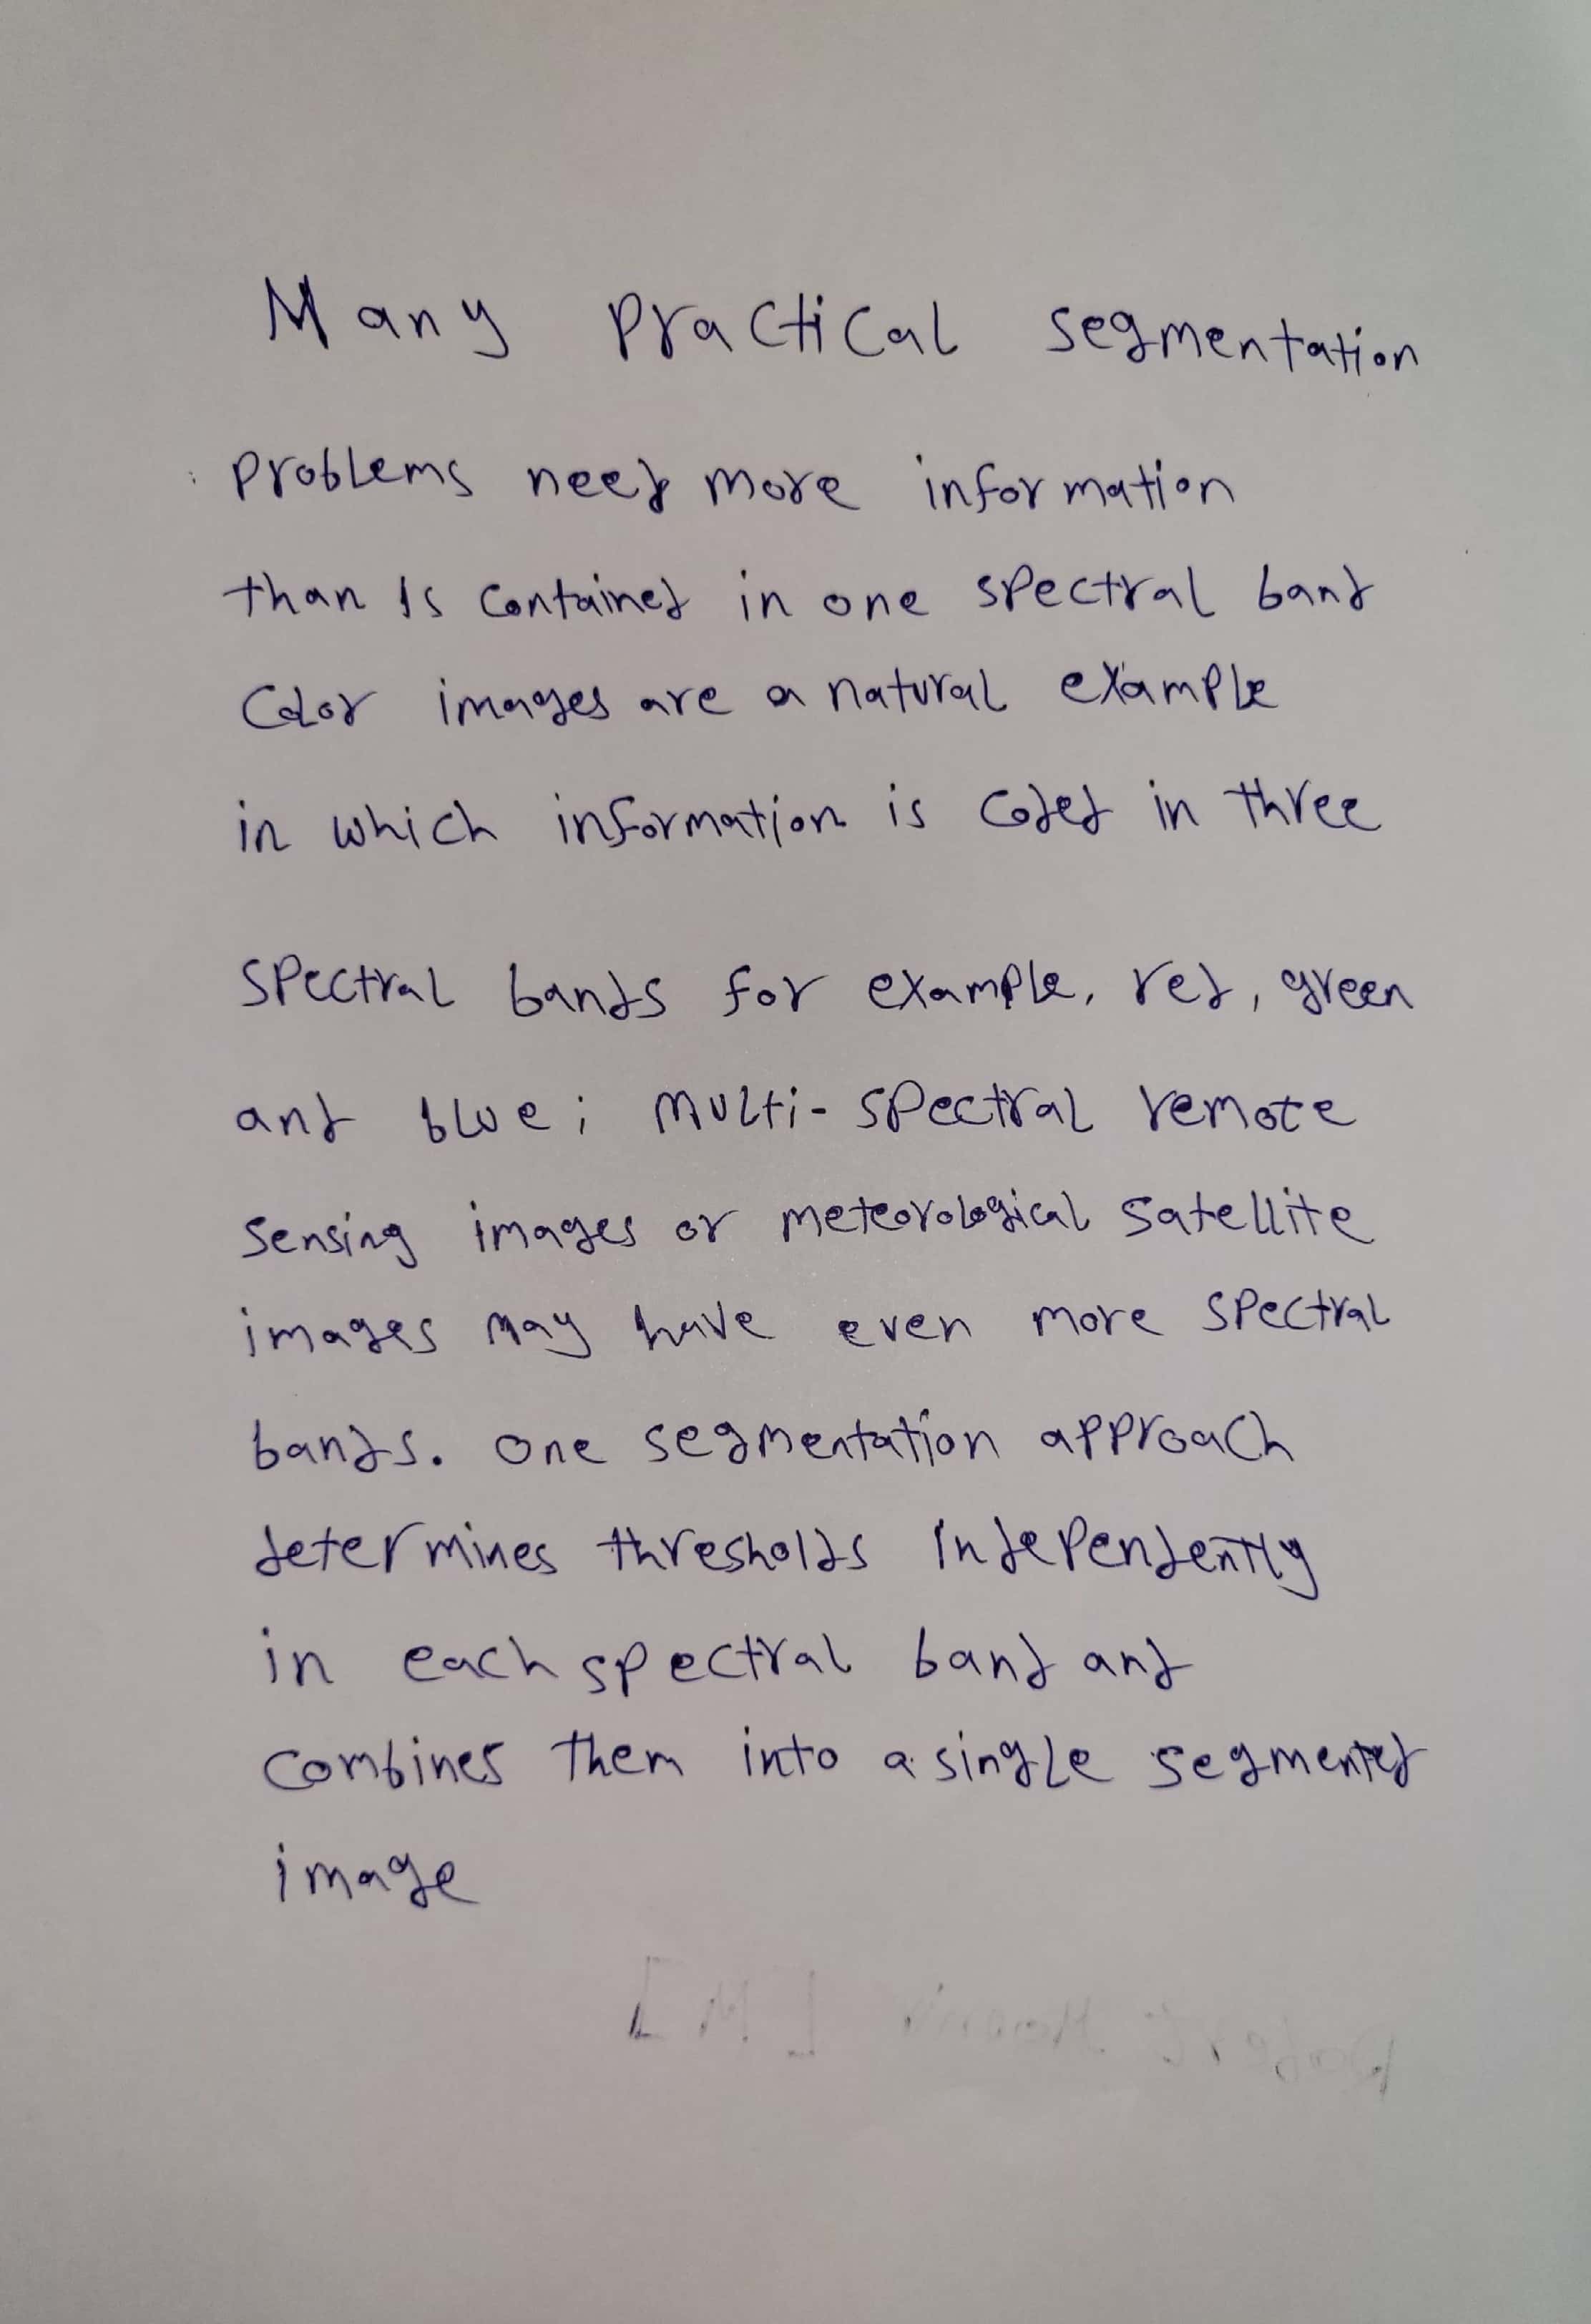 Many practical segmentation
problems need more information
than is contained in one spectral band
Color images are a natural example
in which information is coded in three
spectral bands for example, red, green
and blue; multi-spectral remote
sensing images or meteorological satellite
images may have even more spectral
bands. one segmentation approach
determines thresholds independently
in each spectral band and
combines them into a single segmented
image